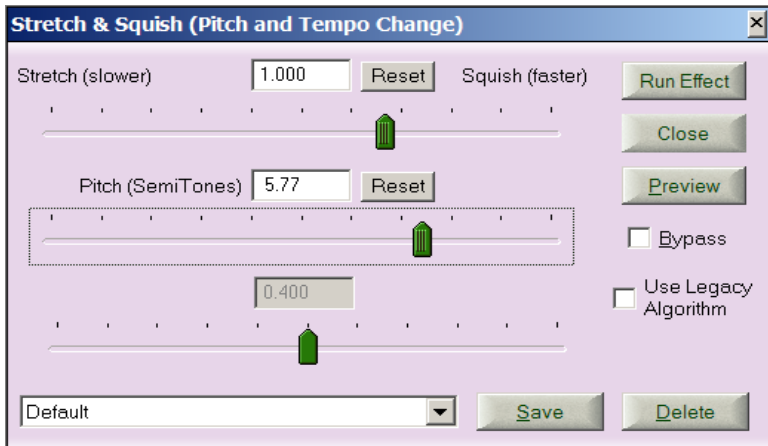 Stretch & Squish (Pitch and Tempo Change)
Stretch (slower) 1.000 Reset Squish (faster) Run Effect
Close
Pitch (SemiTones) 5.77 Reset Preview
Bypass
0.400
Use Legacy
Algorithm
Default Save Delete